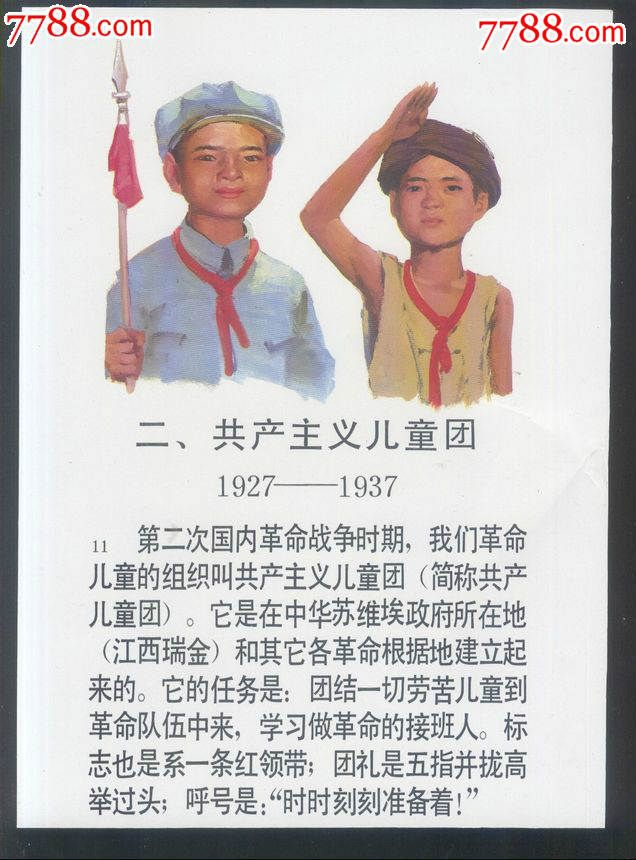 7788.com 7788.com
二、共产主义儿童团
1927——1937
11 第二次国内革命战争时期，我们革命
儿童的组织叫共产主义儿童团（简称共产
儿童团）。它是在中华苏维埃政府所在地
（江西瑞金）和其它各革命根据地建立起
来的。它的任务是：团结一切劳苦儿童到
革命队伍中来，学习做革命的接班人。标
志也是系一条红领带；团礼是五指并拢高
举过头；呼号是：“时时刻刻准备着！”